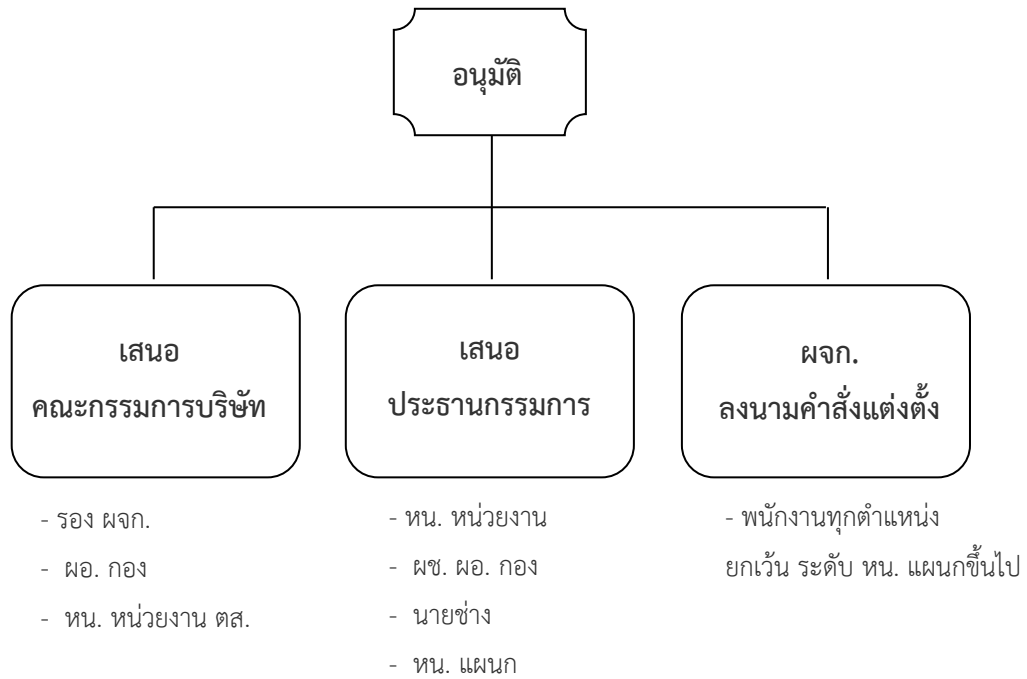 อนุมัติ
เสนอ
คณะกรรมการบริษัท
เสนอ
ประธานกรรมการ
ผจก.
ลงนามคำสั่งแต่งตั้ง
- รอง ผจก.
- ผอ. กอง
- หน. หน่วยงาน ตส.
- หน. หน่วยงาน
- ผช. ผอ. กอง
- นายช่าง
- หน. แผนก
- พนักงานทุกตำแหน่ง
ยกเว้น ระดับ หน. แผนกขึ้นไป